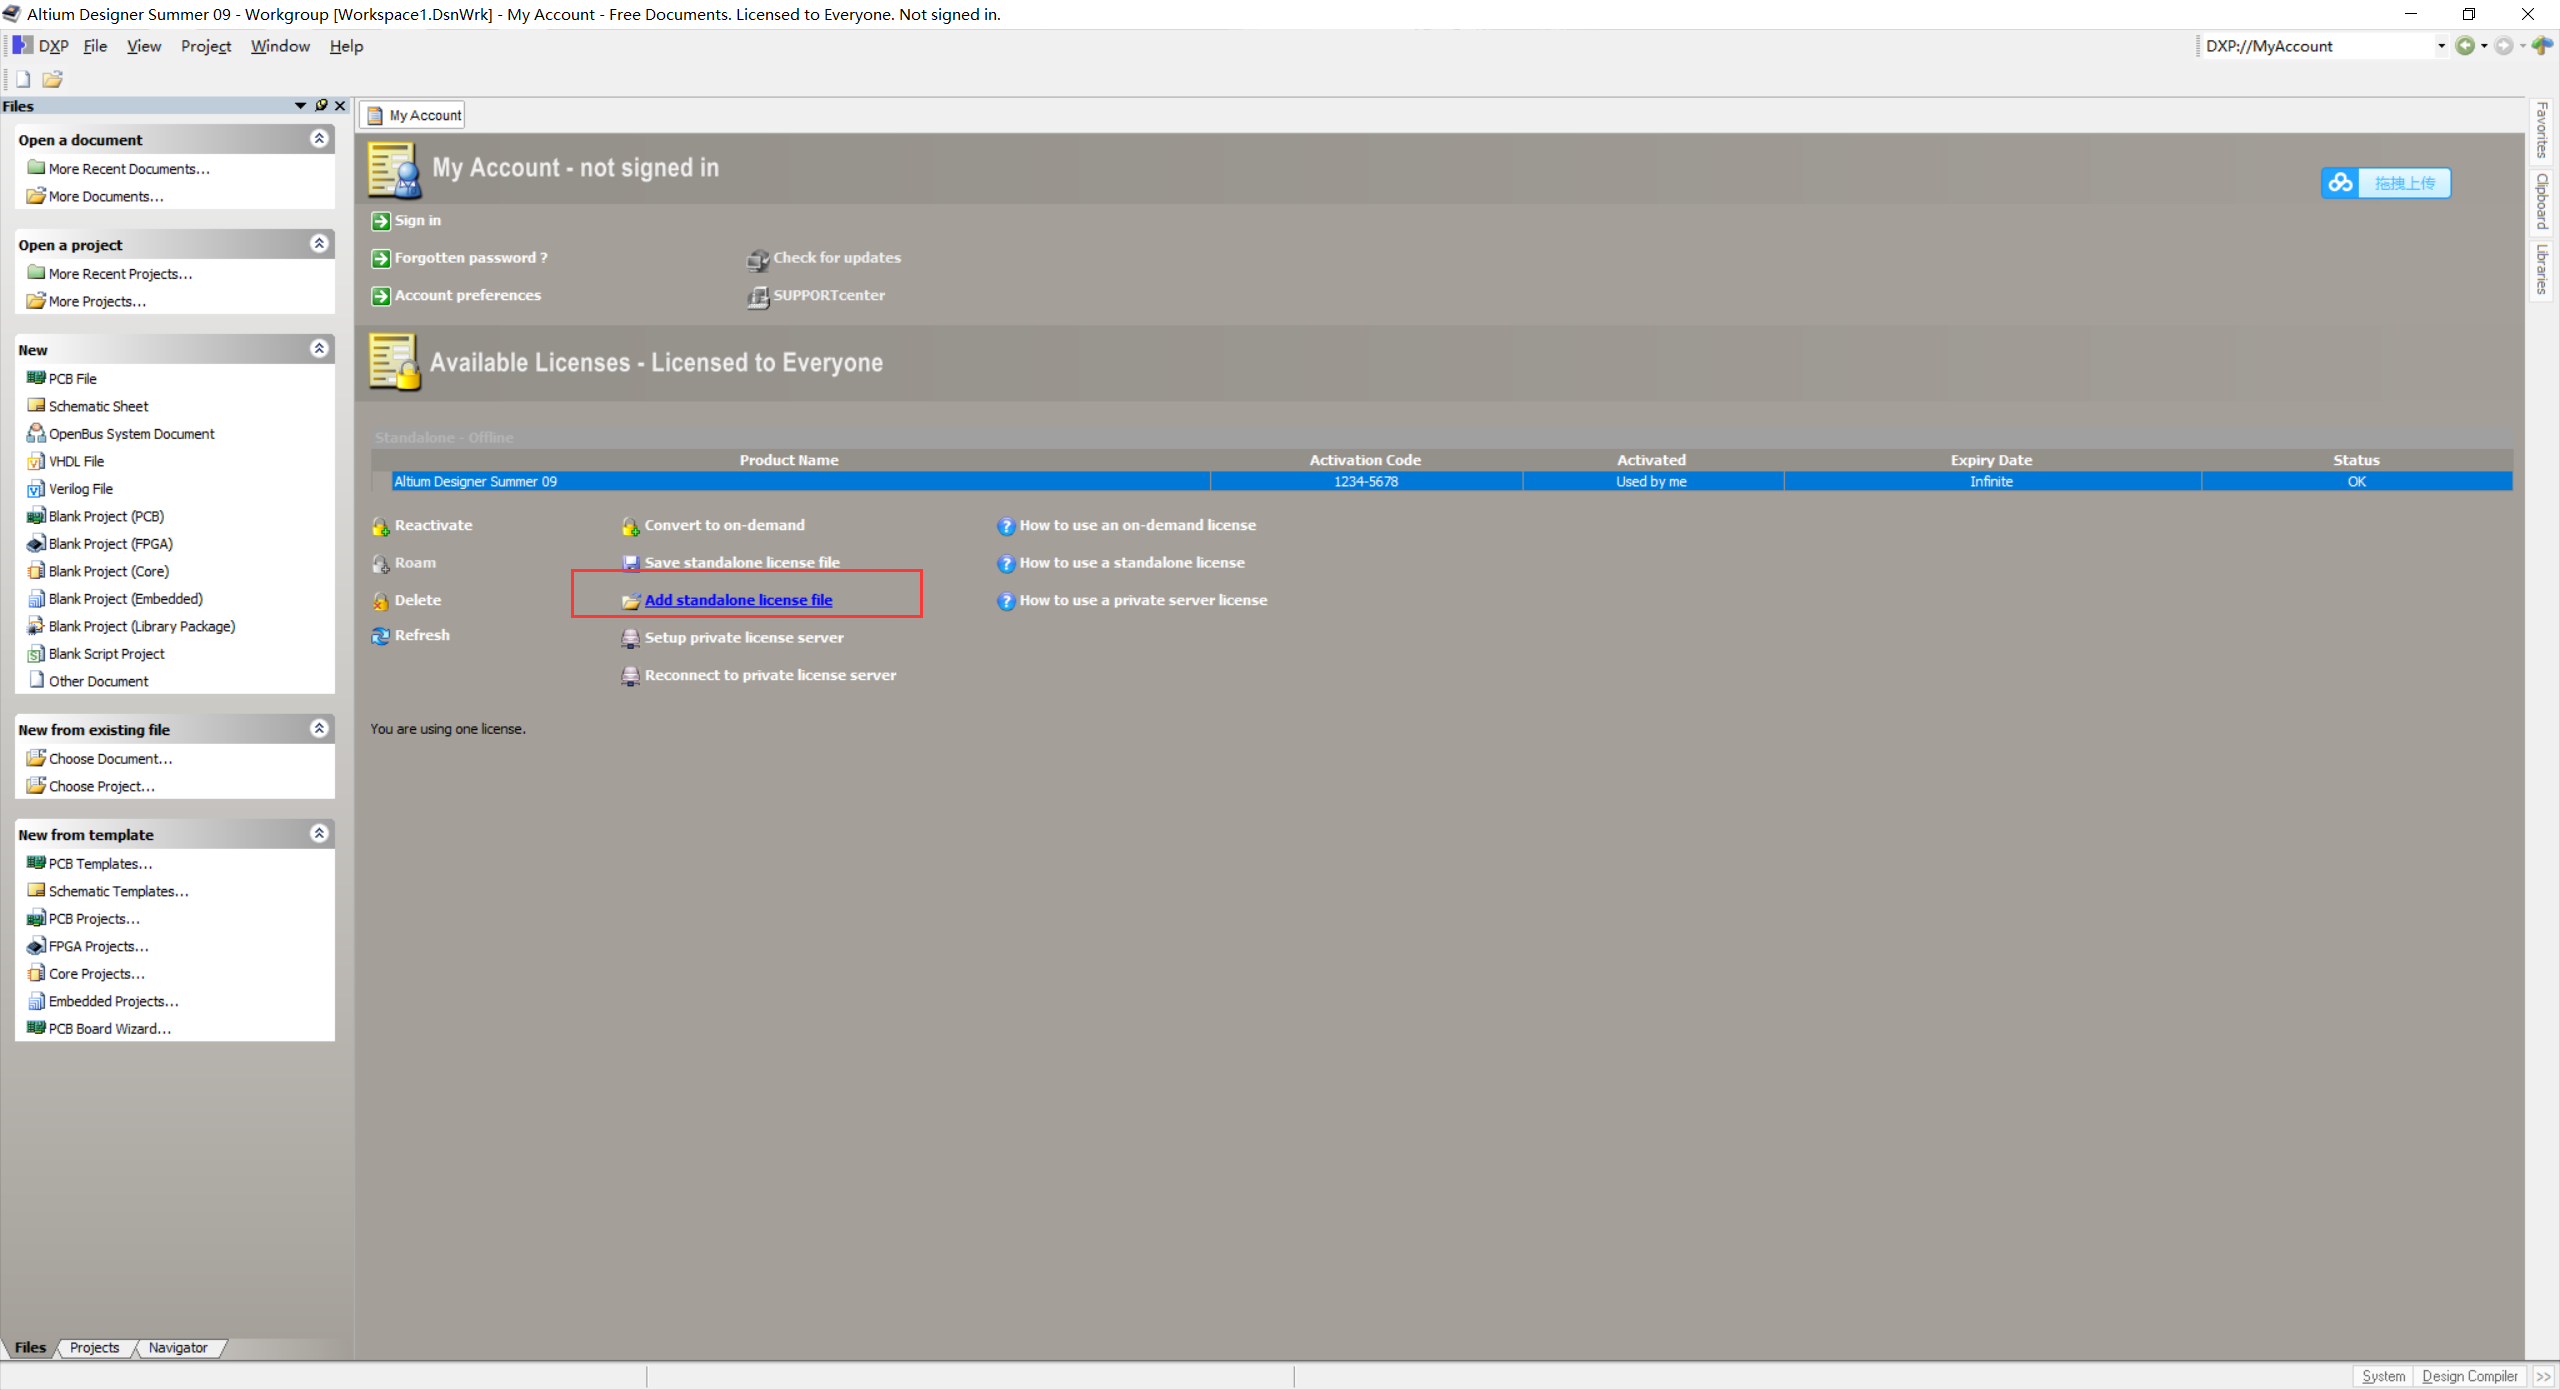 Altium Designer Summer 09 - Workgroup [Workspace1.DsnWrk] - My Account - Free Documents. Licensed to Everyone. Not signed in.
DXP File View Project Window Help
DXP://MyAccount
Files
My Account
Open a document
More Recent Documents...
More Documents...
Open a project
More Recent Projects...
More Projects...
New
PCB File
Schematic Sheet
OpenBus System Document
VHDL File
Verilog File
Blank Project (PCB)
Blank Project (FPGA)
Blank Project (Core)
Blank Project (Embedded)
Blank Project (Library Package)
Blank Script Project
Other Document
New from existing file
Choose Document...
Choose Project...
New from template
PCB Templates...
Schematic Templates...
PCB Projects...
FPGA Projects...
Core Projects...
Embedded Projects...
PCB Board Wizard...
Files Projects Navigator
My Account - not signed in
拖拽上传
Sign in
Forgotten password ?
Check for updates
Account preferences
SUPPORTcenter
Available Licenses - Licensed to Everyone
Standalone - Offline
Product Name Activation Code Activated Expiry Date Status
Altium Designer Summer 09 1234-5678 Used by me Infinite OK
Reactivate Convert to on-demand How to use an on-demand license
Roam Save standalone license file How to use a standalone license
Delete Add standalone license file How to use a private server license
Refresh Setup private license server
Reconnect to private license server
You are using one license.
Favorites
Clipboard
Libraries
System Design Compiler >>